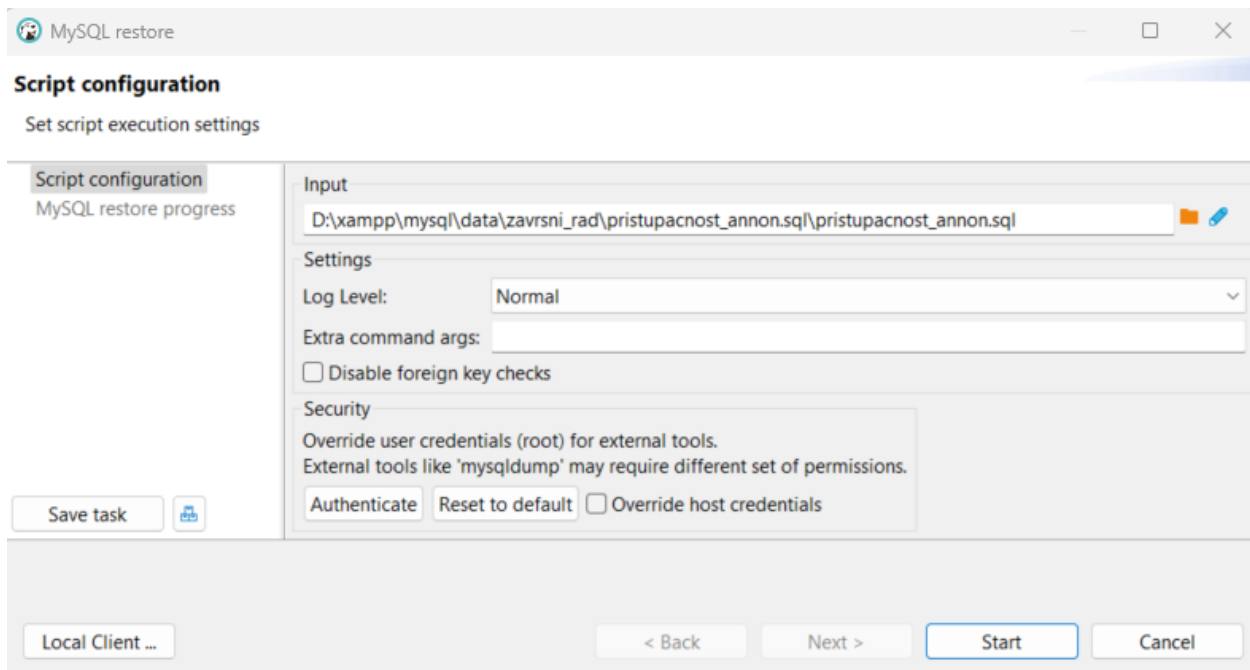 MySQL restore
Script configuration
Set script execution settings
Script configuration
MySQL restore progress
Input
D:\xampp\mysql\data\zavrsni_rad\pristupacnost_annon.sql\pristupacnost_annon.sql
Settings
Log Level: Normal
Extra command args:
Disable foreign key checks
Security
Override user credentials (root) for external tools.
External tools like 'mysqldump' may require different set of permissions.
Authenticate Reset to default Override host credentials
Save task
Local Client ... < Back Next > Start Cancel